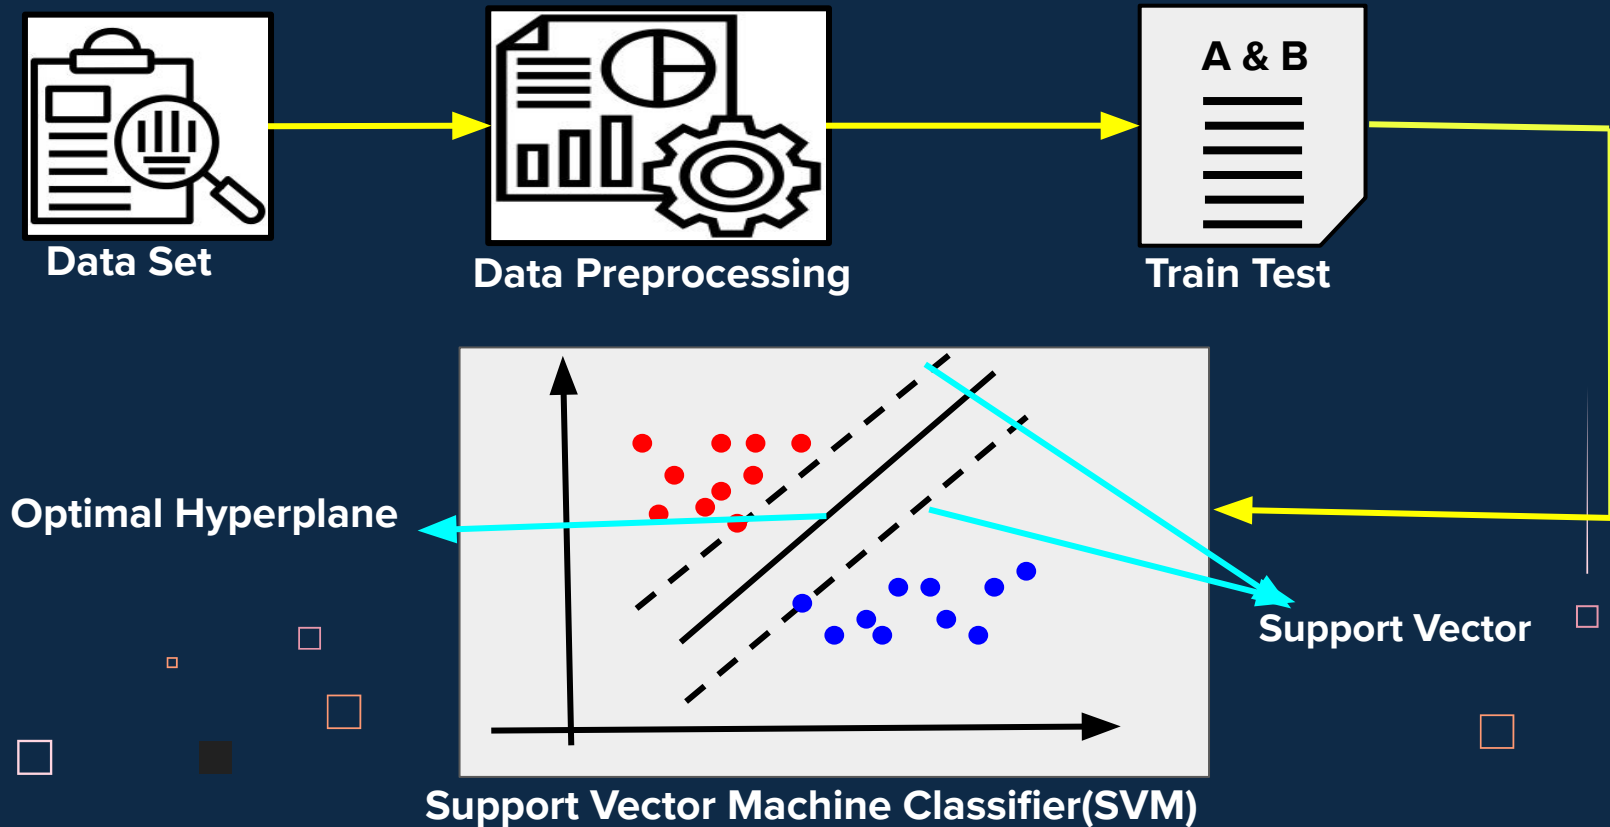 A & B
Data Set
Data Preprocessing
Train Test
Optimal Hyperplane
Support Vector
Support Vector Machine Classifier(SVM)